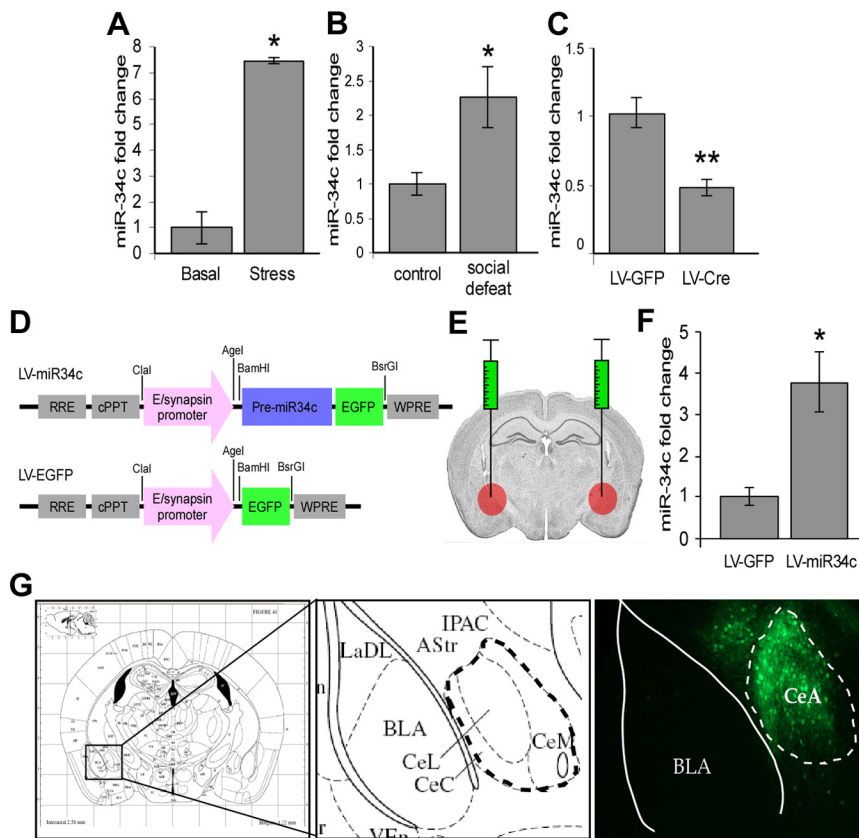 A
miR-34c fold change
8
7
6
5
4
3
2
1
0
*
Basal
Stress
B
miR-34c fold change
3
2.5
2
1.5
1
0.5
0
*
control
social
defeat
C
miR-34c fold change
1.5
1
0.5
0
**
LV-GFP
LV-Cre
D
LV-miR34c
ClaI
AgeI
BamHI
BsrGI
RRE
cPPT
E/synapsin
promoter
Pre-miR34c
EGFP
WPRE
LV-EGFP
ClaI
AgeI
BamHI
BsrGI
RRE
cPPT
E/synapsin
promoter
EGFP
WPRE
E
F
miR-34c fold change
5
4
3
2
1
0
*
LV-GFP
LV-miR34c
G
FIGURE 41
Interaural 2.58 mm
LaDL
IPAC
AStr
n
BLA
CeL
CeC
CeM
r
VEn
CeA
BLA